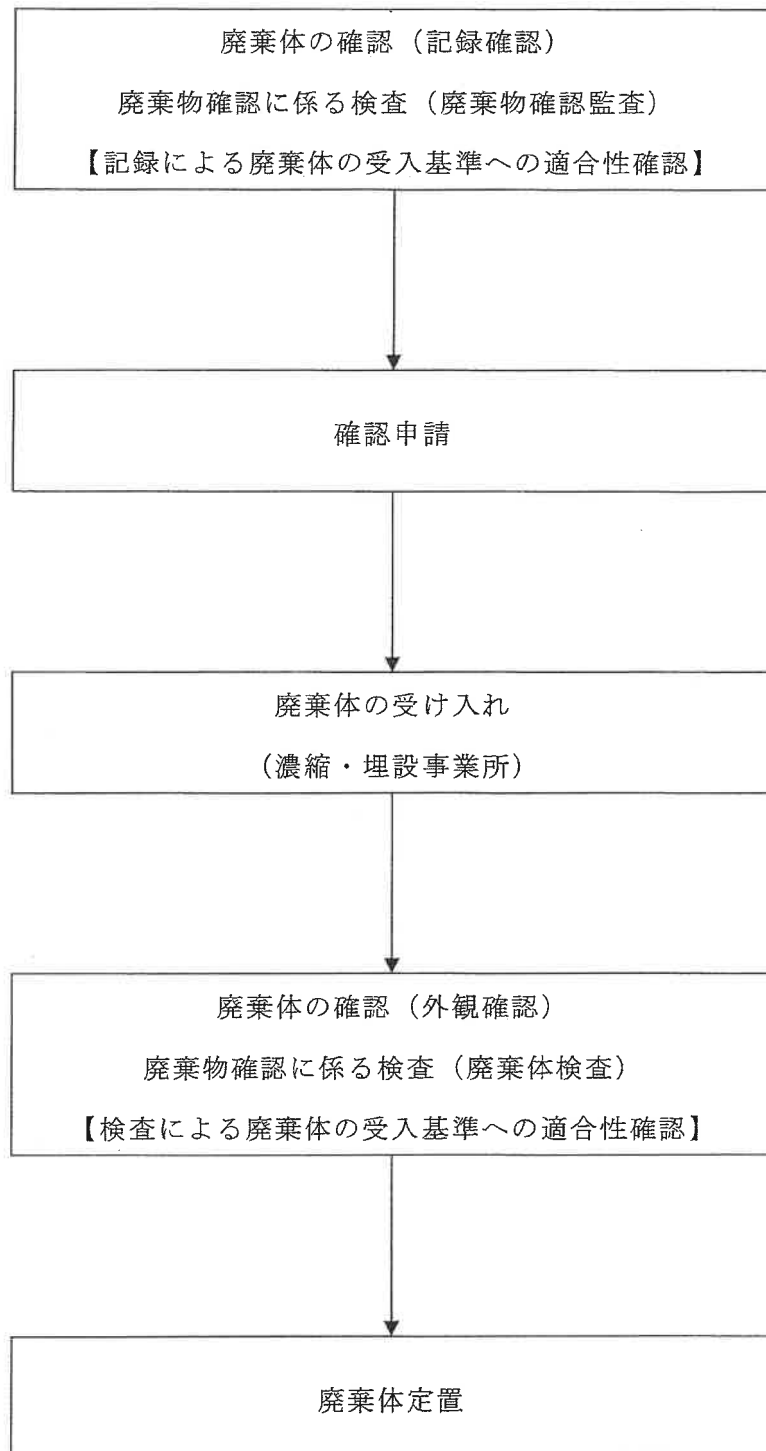 廃棄体の確認（記録確認）
廃棄物確認に係る検査（廃棄物確認監査）
【記録による廃棄体の受入基準への適合性確認】
確認申請
廃棄体の受け入れ
（濃縮・埋設事業所）
廃棄体の確認（外観確認）
廃棄物確認に係る検査（廃棄体検査）
【検査による廃棄体の受入基準への適合性確認】
廃棄体定置